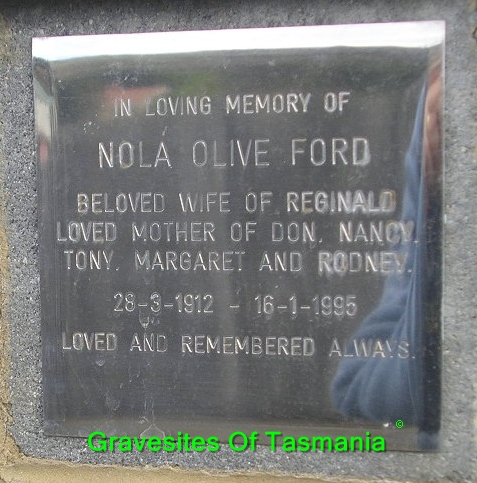 IN LOVING MEMORY OF
NOLA OLIVE FORD
BELOVED WIFE OF REGINALD
LOVED MOTHER OF DON, NANCY,
TONY, MARGARET AND RODNEY.
28-3-1912 - 16-1-1995
LOVED AND REMEMBERED ALWAYS.
©
Gravesites Of Tasmania